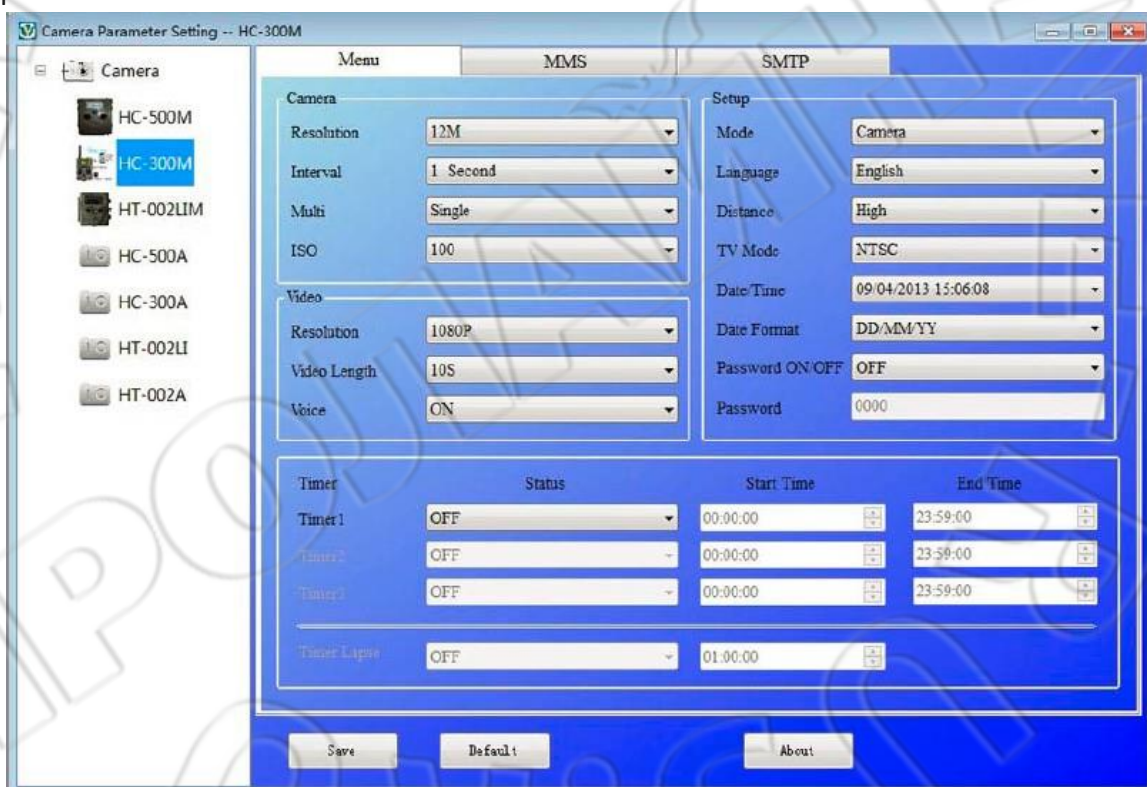 Camera Parameter Setting -- HC-300M
Camera
HC-500M
HC-300M
HT-002LIM
HC-500A
HC-300A
HT-002LI
HT-002A
Menu MMS SMTP
Camera
Resolution 12M
Interval 1 Second
Multi Single
ISO 100
Video
Resolution 1080P
Video Length 10S
Voice ON
Setup
Mode Camera
Language English
Distance High
TV Mode NTSC
Date/Time 09/04/2013 15:06:08
Date Format DD/MM/YY
Password ON/OFF OFF
Password 0000
Timer Status Start Time End Time
Timer1 OFF 00:00:00 23:59:00
Timer2 OFF 00:00:00 23:59:00
Timer3 OFF 00:00:00 23:59:00
Timer Lapse OFF 01:00:00
Save Default About